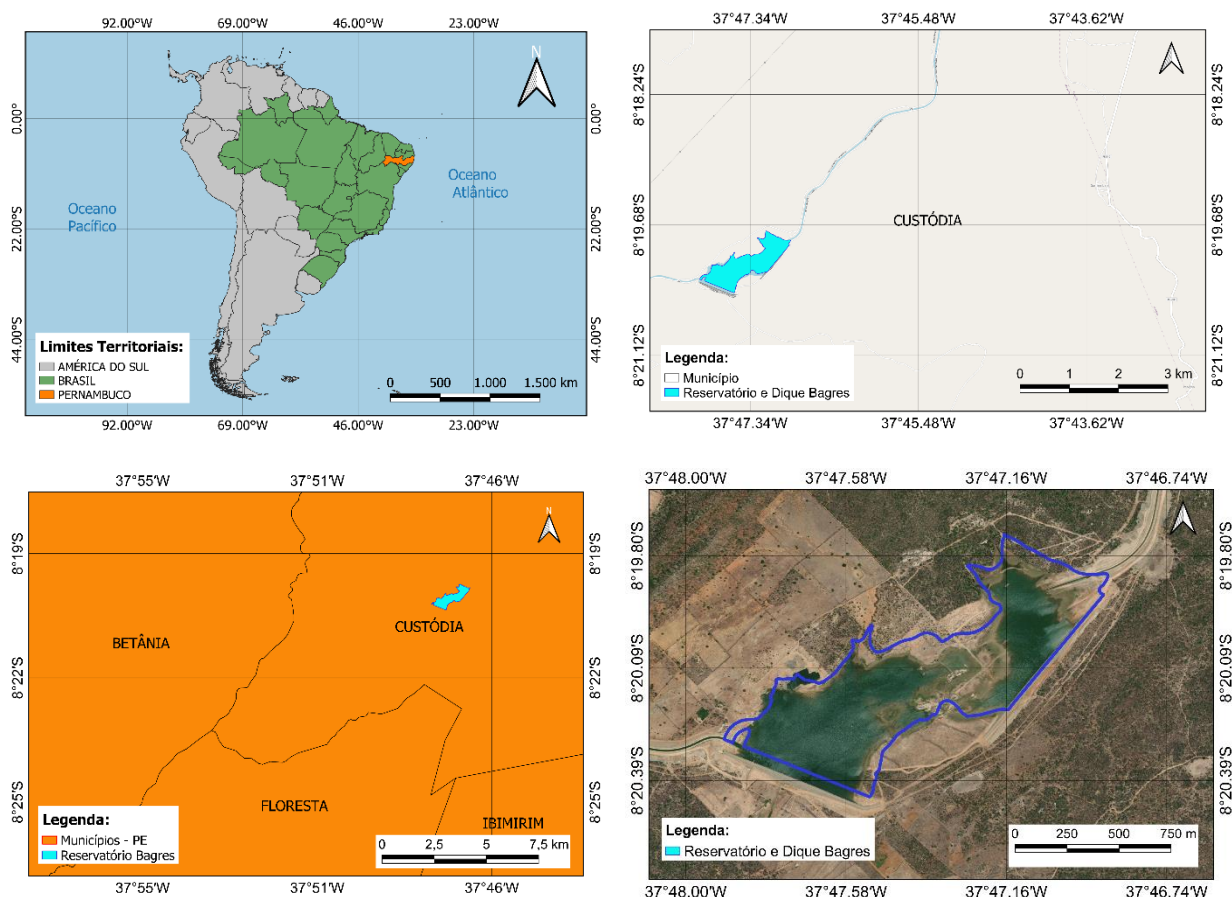 92.00°W 69.00°W 46.00°W 23.00°W
0.00°
22.00°S
44.00°S
0.00°
22.00°S
44.00°S
N
Oceano
Pacífico
Oceano
Atlântico
Limites Territoriais:
AMÉRICA DO SUL
BRASIL
PERNAMBUCO
0 500 1.000 1.500 km
92.00°W 69.00°W 46.00°W 23.00°W
37°47.34'W 37°45.48'W 37°43.62'W
8°18.24'S
8°19.68'S
8°21.12'S
8°18.24'S
8°19.68'S
8°21.12'S
CUSTÓDIA
Legenda:
Município
Reservatório e Dique Bagres
0 1 2 3 km
37°47.34'W 37°45.48'W 37°43.62'W
37°55'W 37°51'W 37°46'W
8°19'S
8°22'S
8°25'S
8°19'S
8°22'S
8°25'S
N
BETÂNIA
CUSTÓDIA
FLORESTA
IBIMIRIM
Legenda:
Municípios - PE
Reservatório Bagres
0 2,5 5 7,5 km
37°55'W 37°51'W 37°46'W
37°48.00'W 37°47.58'W 37°47.16'W 37°46.74'W
8°19.80'S
8°20.09'S
8°20.39'S
8°19.80'S
8°20.09'S
8°20.39'S
Legenda:
Reservatório e Dique Bagres
0 250 500 750 m
37°48.00'W 37°47.58'W 37°47.16'W 37°46.74'W